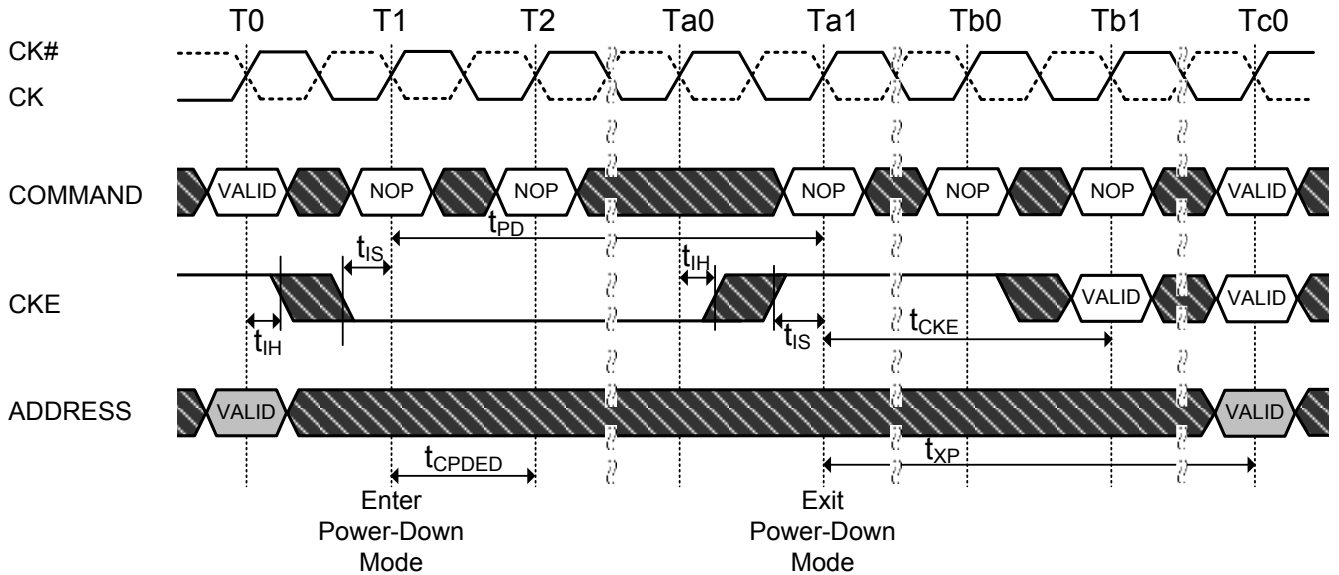 T0 T1 T2 Ta0 Ta1 Tb0 Tb1 Tc0
CK#
CK
COMMAND VALID NOP NOP NOP NOP NOP VALID
tPD
tIS tIH
CKE VALID VALID
tIH tIS tCKE
ADDRESS VALID VALID
tCPDED tXP
Enter
Power-Down
Mode
Exit
Power-Down
Mode